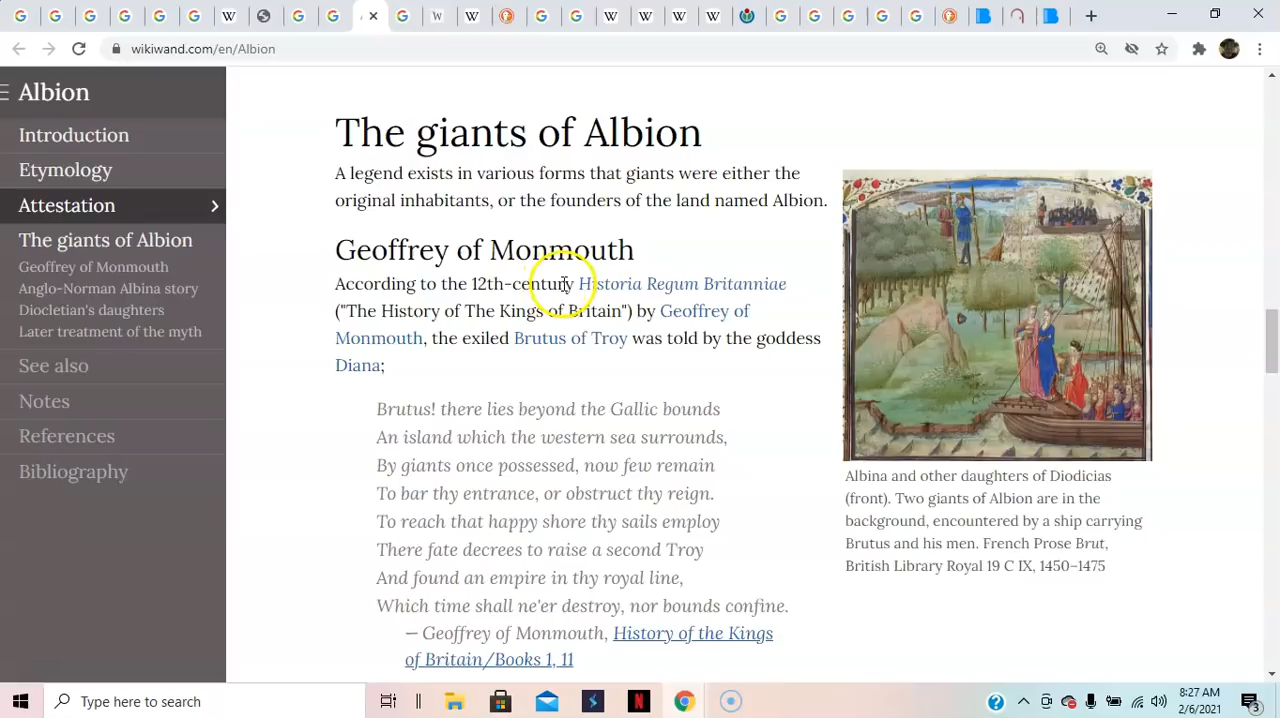 wikiwand.com/en/Albion
Albion
Introduction
Etymology
Attestation
The giants of Albion
Geoffrey of Monmouth
Anglo-Norman Albina story
Diocletian's daughters
Later treatment of the myth
See also
Notes
References
Bibliography
The giants of Albion
A legend exists in various forms that giants were either the
original inhabitants, or the founders of the land named Albion.
Geoffrey of Monmouth
According to the 12th-century Historia Regum Britanniae
("The History of The Kings of Britain") by Geoffrey of
Monmouth, the exiled Brutus of Troy was told by the goddess
Diana;
Brutus! there lies beyond the Gallic bounds
An island which the western sea surrounds,
By giants once possessed, now few remain
To bar thy entrance, or obstruct thy reign.
To reach that happy shore thy sails employ
There fate decrees to raise a second Troy
And found an empire in thy royal line,
Which time shall ne'er destroy, nor bounds confine.
— Geoffrey of Monmouth, History of the Kings
of Britain/Books 1, 11
Albina and other daughters of Diodicias
(front). Two giants of Albion are in the
background, encountered by a ship carrying
Brutus and his men. French Prose Brut,
British Library Royal 19 C IX, 1450–1475
Type here to search
8:27 AM
2/6/2021
3